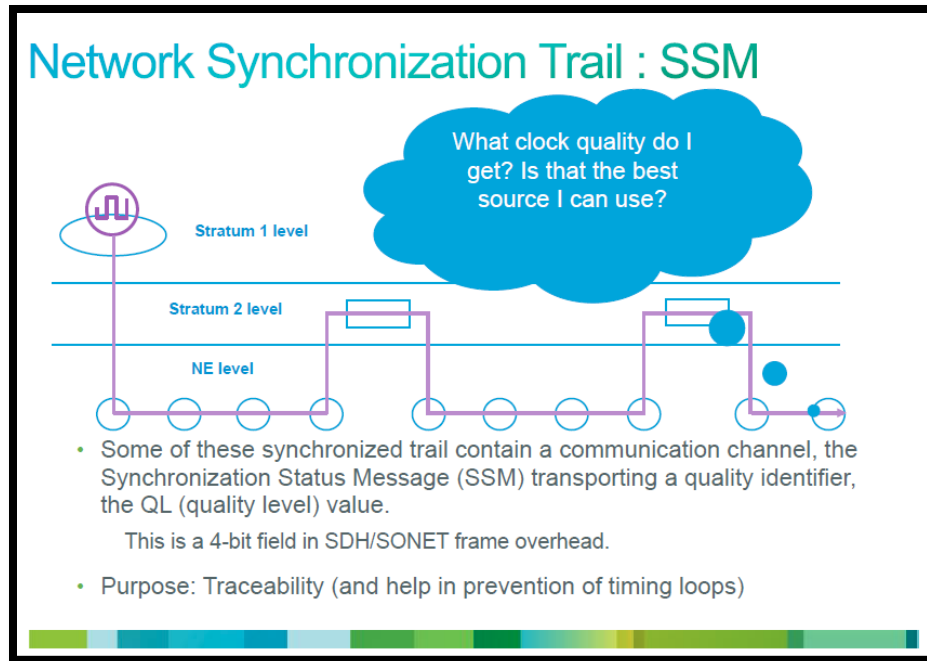 Network Synchronization Trail : SSM
What clock quality do I
get? Is that the best
source I can use?
Stratum 1 level
Stratum 2 level
NE level
• Some of these synchronized trail contain a communication channel, the
Synchronization Status Message (SSM) transporting a quality identifier,
the QL (quality level) value.
This is a 4-bit field in SDH/SONET frame overhead.
• Purpose: Traceability (and help in prevention of timing loops)